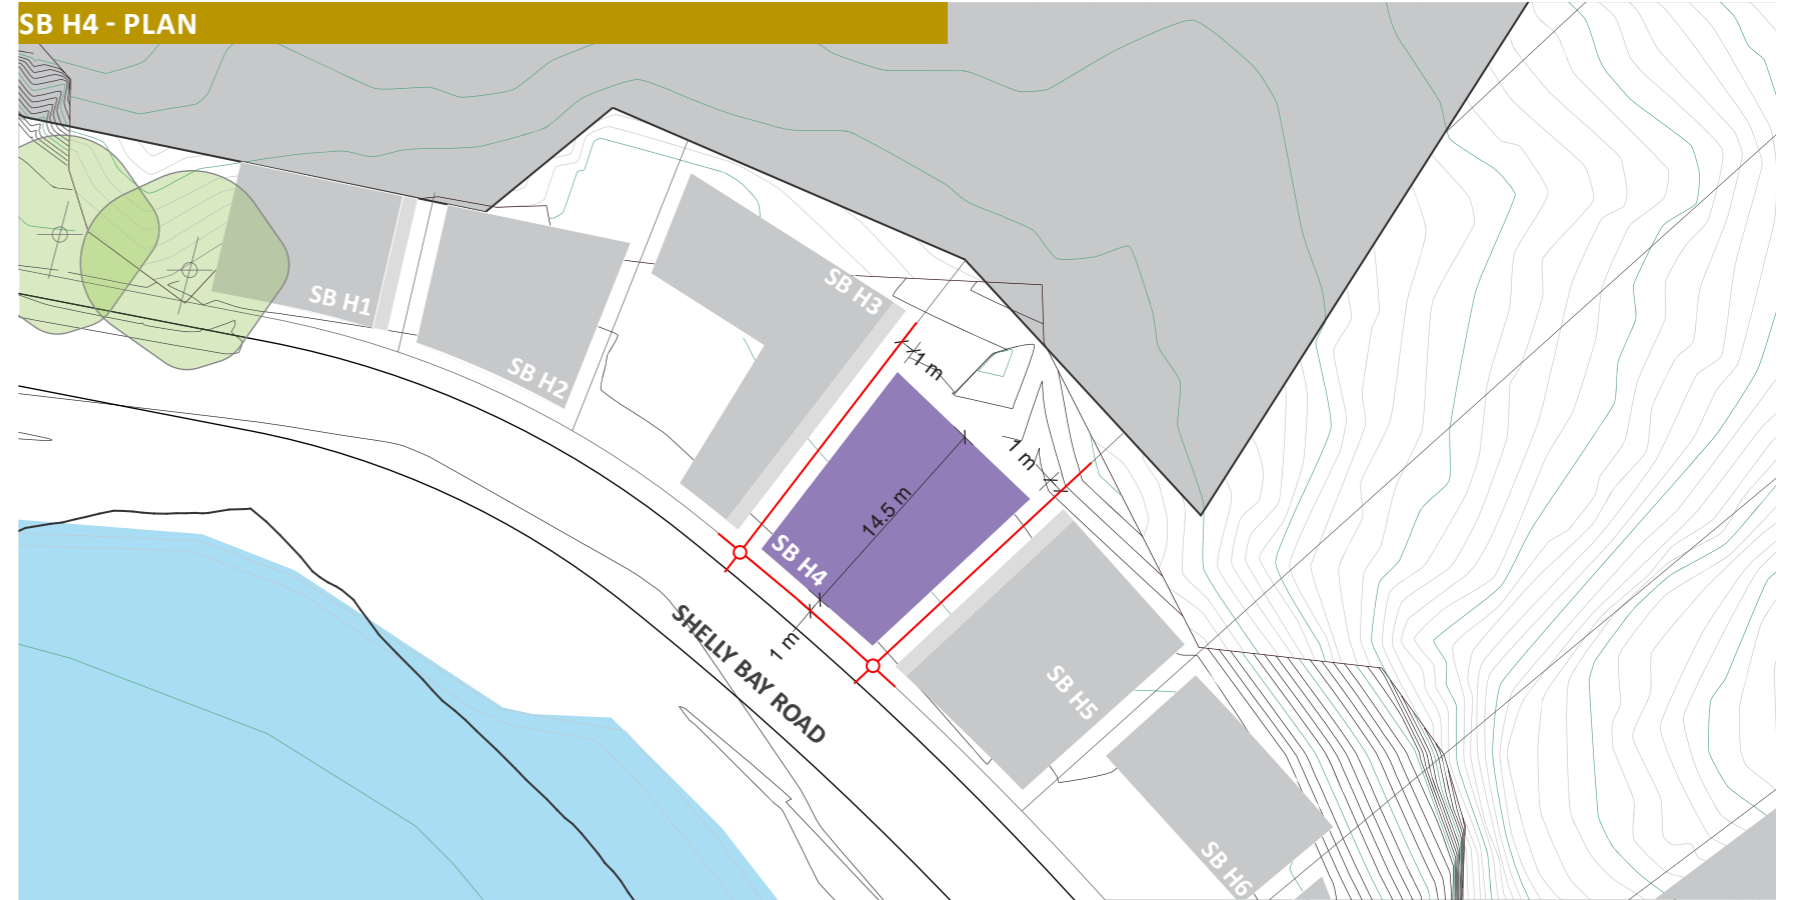 SB H4 - PLAN
SB H1
SB H2
SB H3
1 m
1 m
14.5 m
SB H4
1 m
SHELLY BAY ROAD
SB H5
SB H6